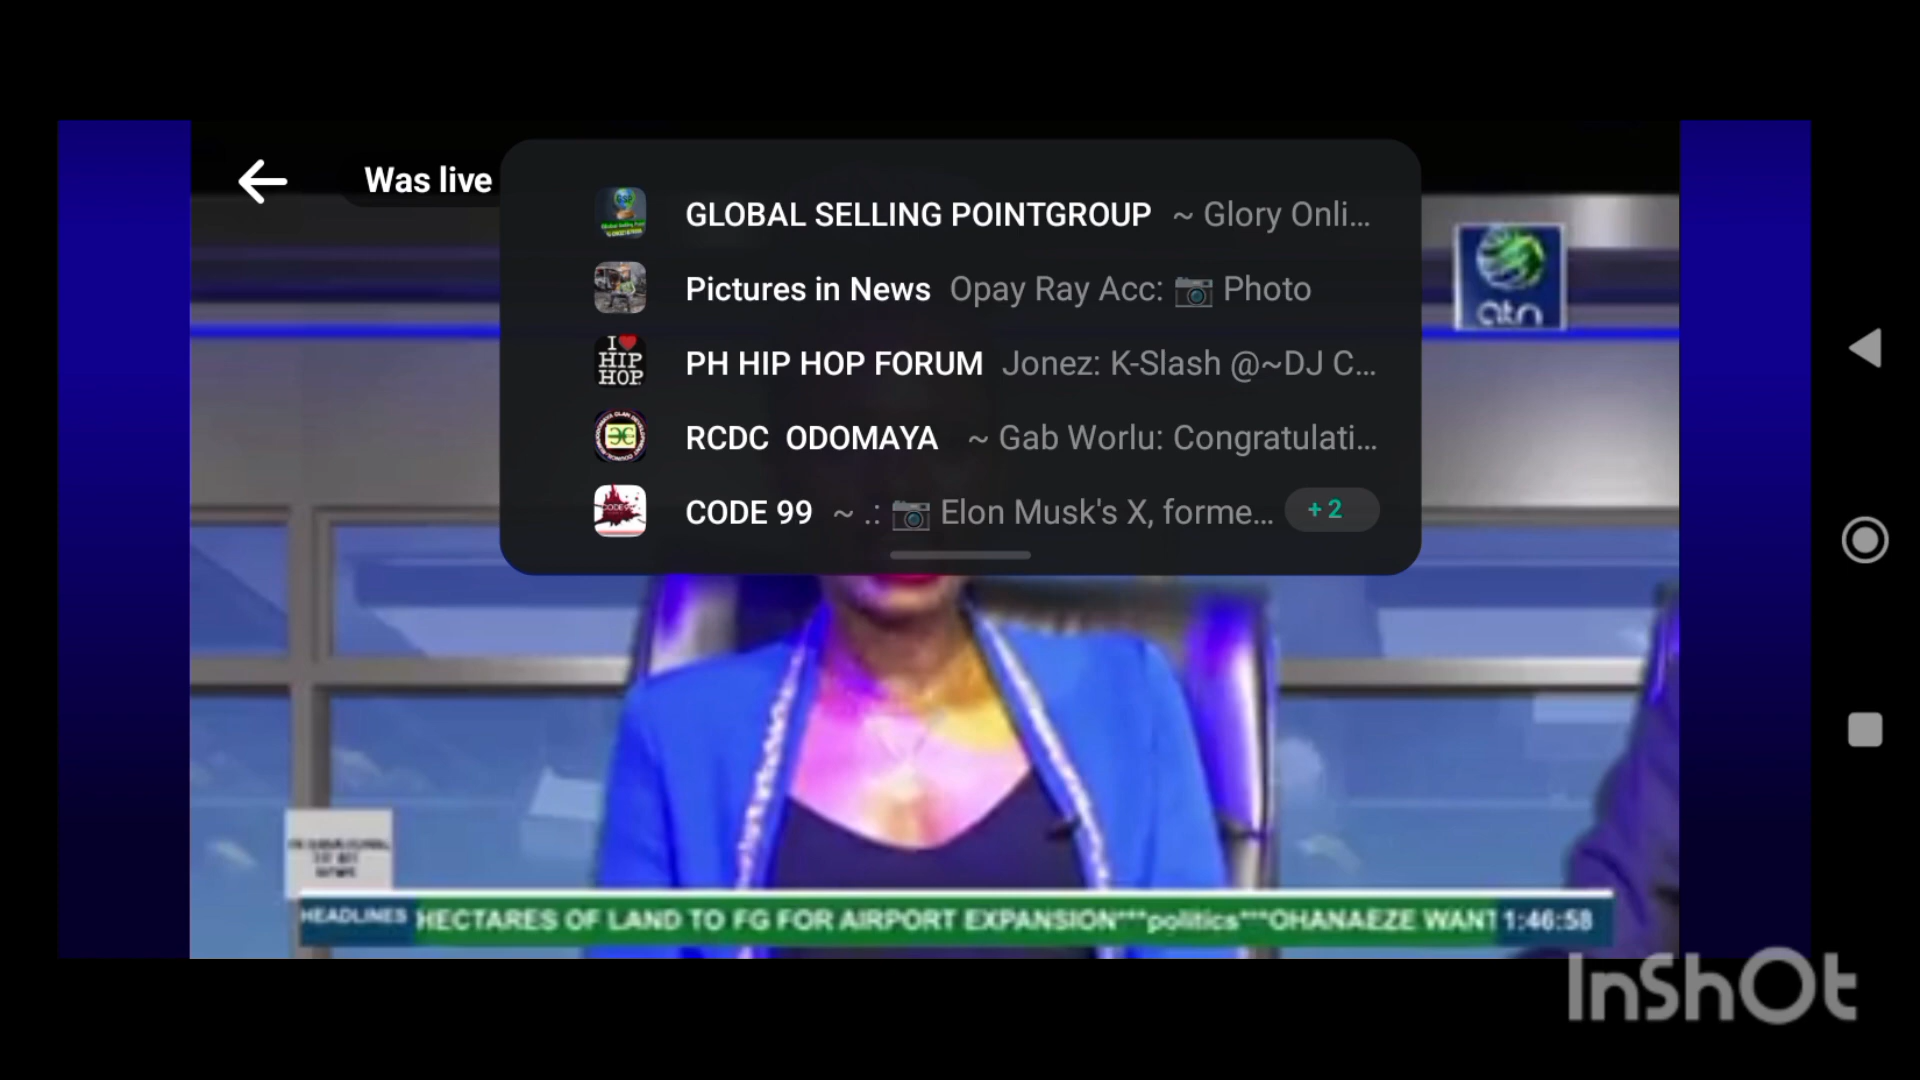 Was live
GLOBAL SELLING POINTGROUP ~ Glory Onli...
Pictures in News Opay Ray Acc: 📷 Photo
I ❤ HIP HOP
PH HIP HOP FORUM Jonez: K-Slash @~DJ C...
RCDC ODOMAYA ~ Gab Worlu: Congratulati...
CODE 99 ~ .: 📷 Elon Musk's X, forme... +2
atn
HEADLINES HECTARES OF LAND TO FG FOR AIRPORT EXPANSION***politics***OHANAEZE WANT 1:46:58
InShOt